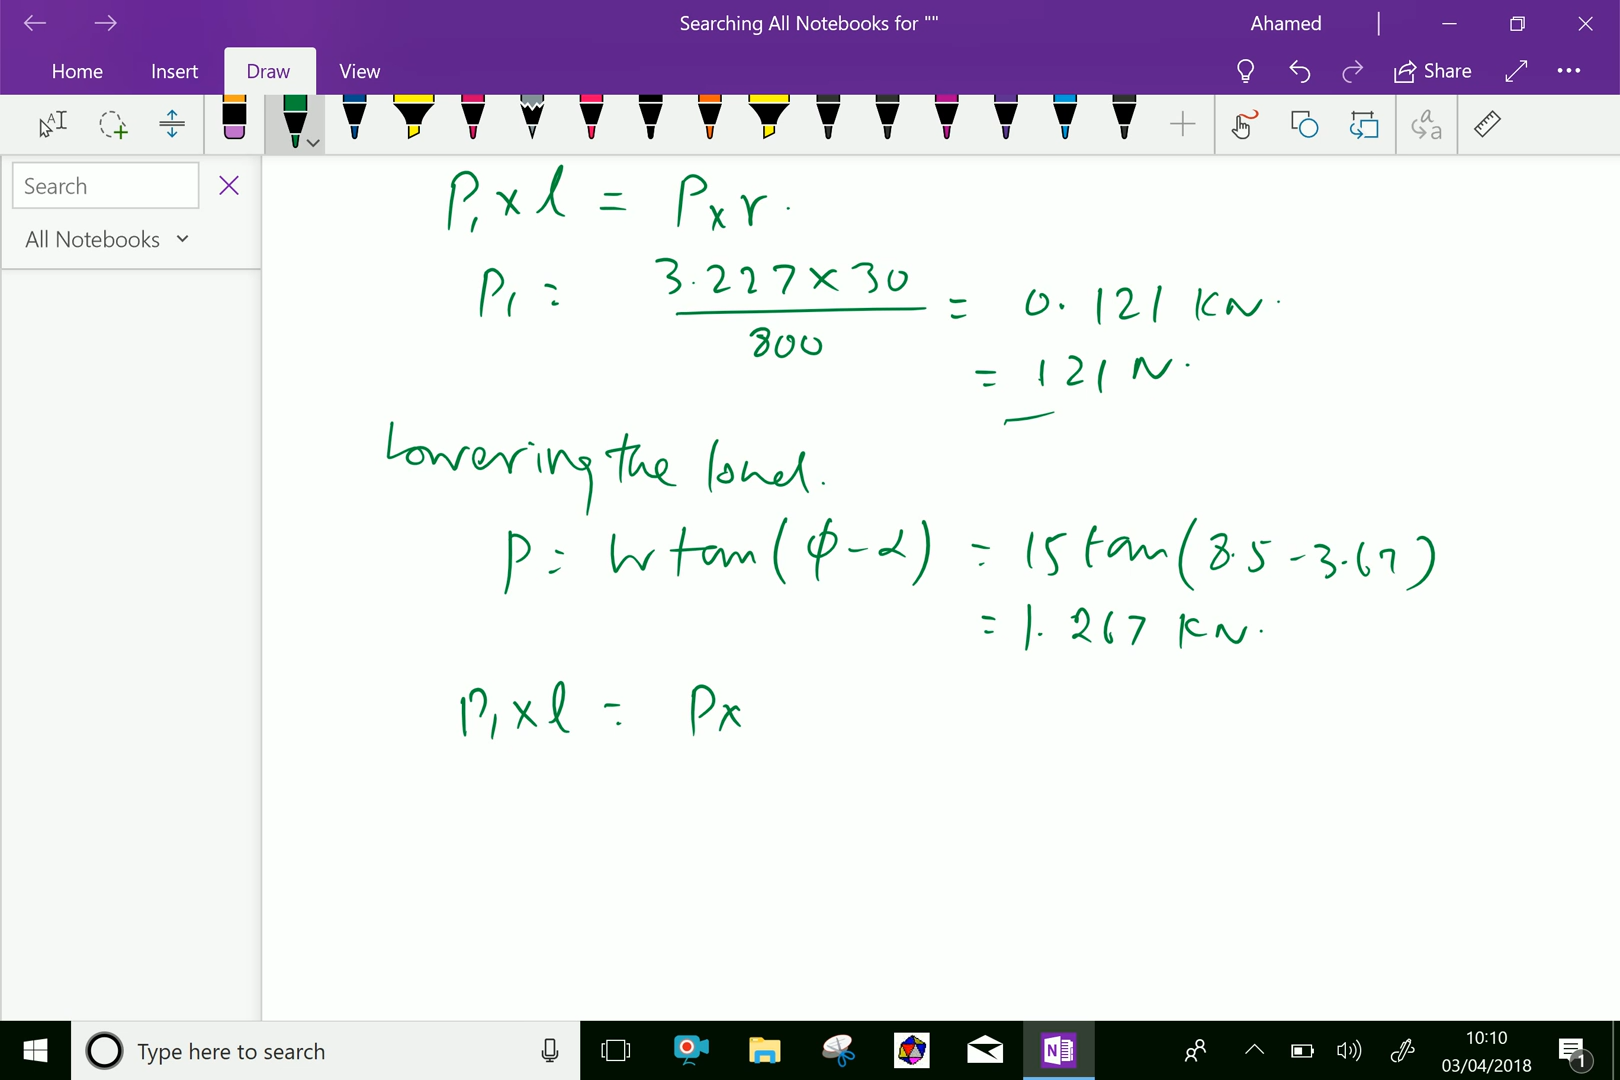 Searching All Notebooks for ""
Ahamed
Home Insert Draw View
Share
Search
All Notebooks
P₁ x l = P x r.
P₁ = 3.227 x 30 / 800 = 0.121 KN.
= 121 N.
Lowering the load.
P = W tan(ϕ-α) = 15 tan(8.5-3.67)
= 1.267 KN.
P₁ x l = P x
Type here to search
10:10
03/04/2018
1